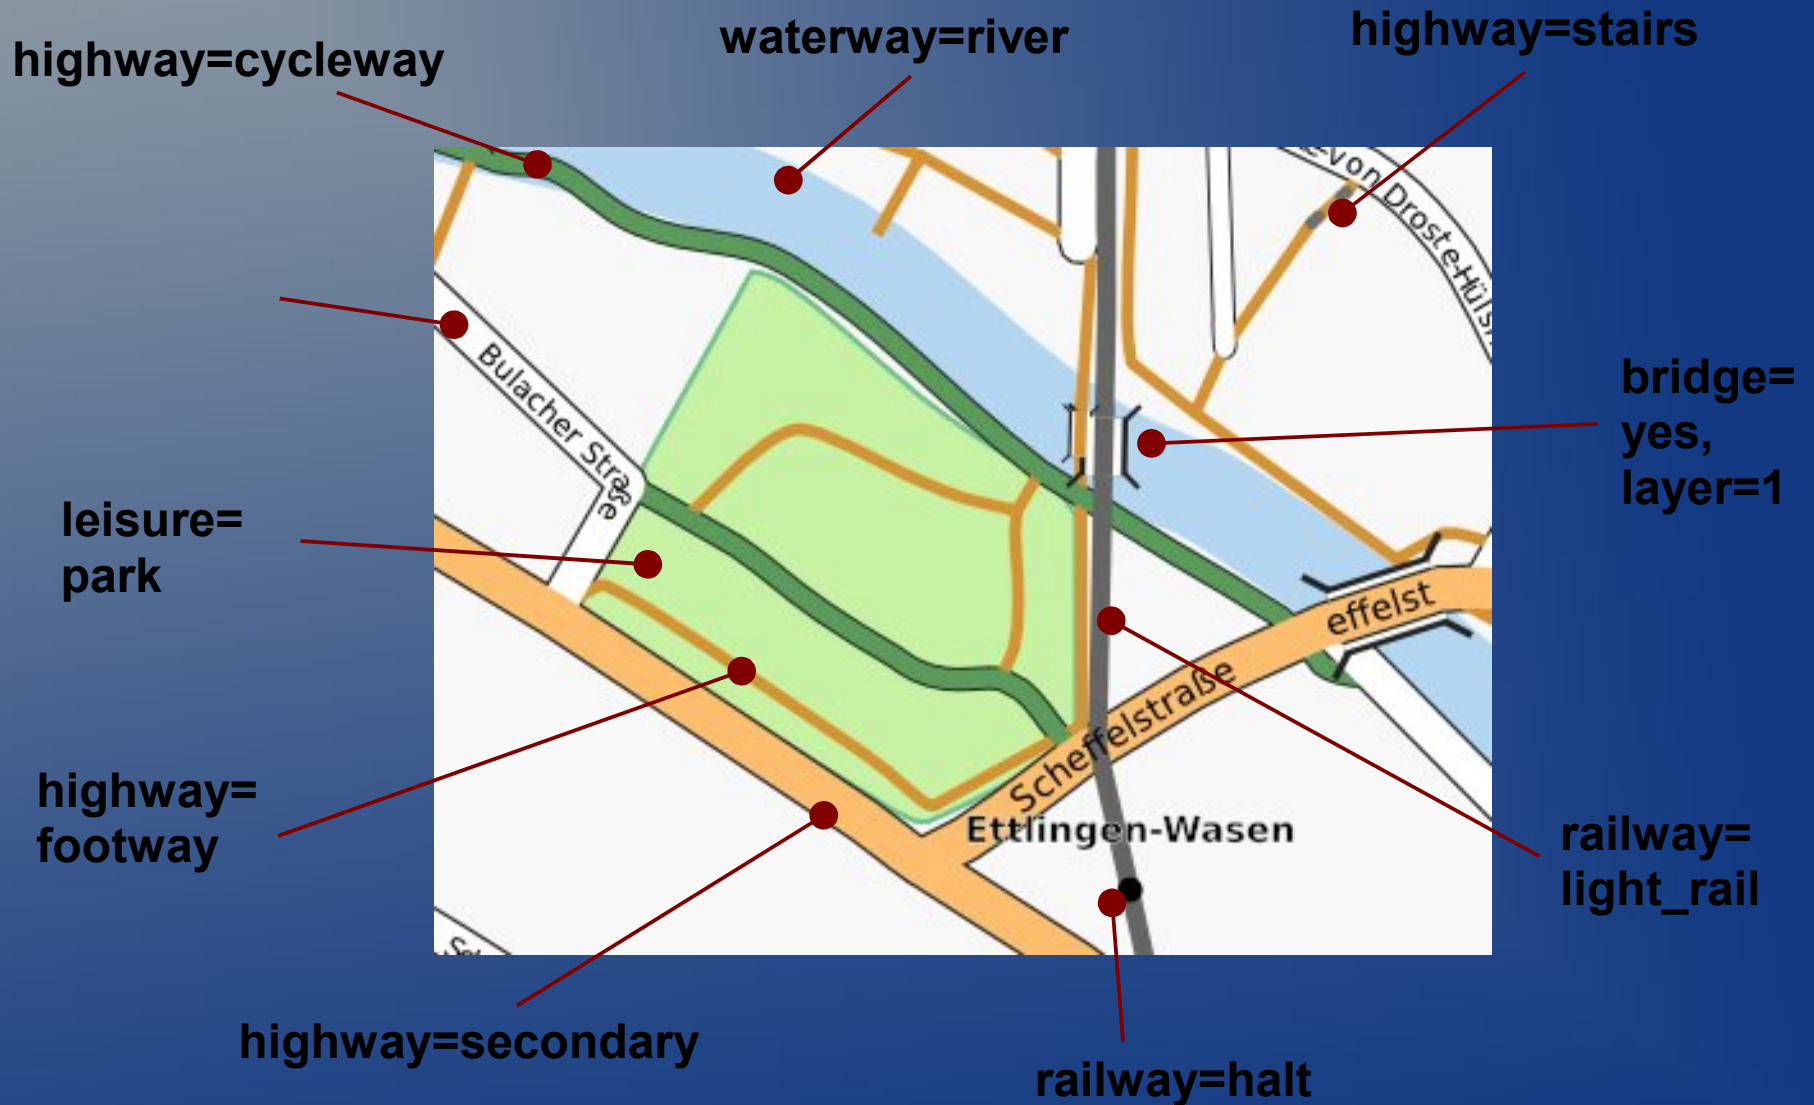 highway=cycleway
waterway=river
highway=stairs
von Droste-Hüls
Bulacher Straße
bridge=
yes,
layer=1
leisure=
park
effelst
Scheffelstraße
highway=
footway
Ettlingen-Wasen
railway=
light_rail
highway=secondary
railway=halt